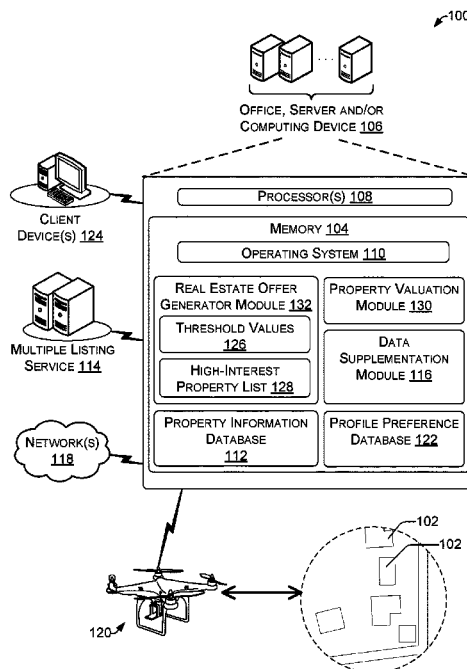 100
OFFICE, SERVER AND/OR
COMPUTING DEVICE 106
PROCESSOR(S) 108
MEMORY 104
OPERATING SYSTEM 110
CLIENT
DEVICE(S) 124
REAL ESTATE OFFER
GENERATOR MODULE 132
THRESHOLD VALUES
126
HIGH-INTEREST
PROPERTY LIST 128
PROPERTY VALUATION
MODULE 130
DATA
SUPPLEMENTATION
MODULE 116
MULTIPLE LISTING
SERVICE 114
NETWORK(S)
118
PROPERTY INFORMATION
DATABASE
112
PROFILE PREFERENCE
DATABASE 122
102
102
120